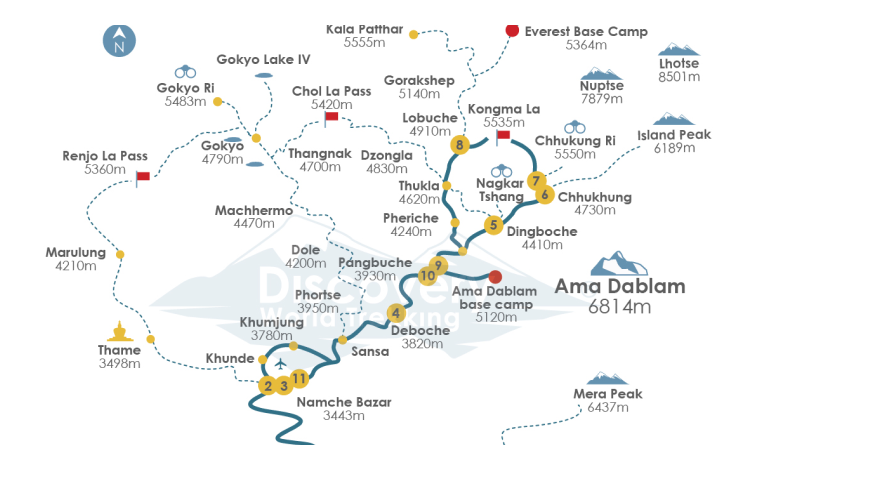 Kala Patthar
5555m
Everest Base Camp
5364m
N
Lhotse
8501m
Gokyo Lake IV
Gorakshep
5140m
Nuptse
7879m
Gokyo Ri
5483m
Chol La Pass
5420m
Kongma La
5535m
Lobuche
4910m
8
Chhukung Ri
5550m
Island Peak
6189m
Gokyo
4790m
Renjo La Pass
5360m
Thangnak
4700m
Dzongla
4830m
Thukla
4620m
Nagkar
Tshang
7
6
Chhukhung
4730m
Machhermo
4470m
Pheriche
4240m
5
Dingboche
4410m
Marulung
4210m
Dole
4200m
Pangbuche
3930m
9
10
Ama Dablam
6814m
Discover
World Trekking
Ama Dablam
base camp
5120m
Phortse
3950m
4
Deboche
3820m
Khumjung
3780m
Sansa
Thame
3498m
Khunde
2
3
11
Namche Bazar
3443m
Mera Peak
6437m